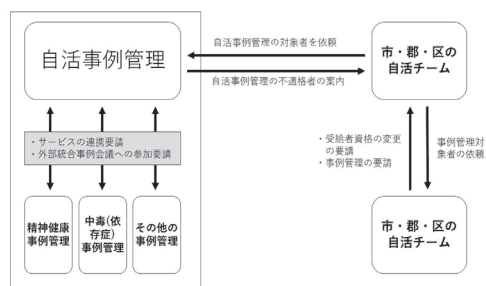 自活事例管理
自活事例管理の対象者を依頼
自活事例管理の不適格者の案内
市・郡・区の
自活チーム
・サービスの連携要請
・外部統合事例会議への参加要請
・受給者資格の変更
の要請
・事例管理の要請
事例管理対
象者の依頼
精神健康
事例管理
中毒(依
存症)
事例管理
その他の
事例管理
市・郡・区の
自活チーム